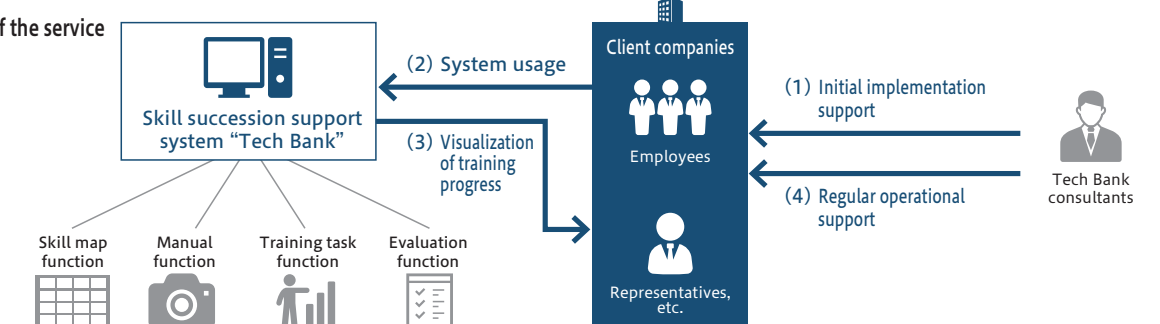 f the service
Client companies
(2) System usage
(1) Initial implementation
support
Skill succession support
system “Tech Bank”
(3) Visualization
of training
progress
Employees
Tech Bank
consultants
(4) Regular operational
support
Skill map
function
Manual
function
Training task
function
Evaluation
function
Representatives,
etc.